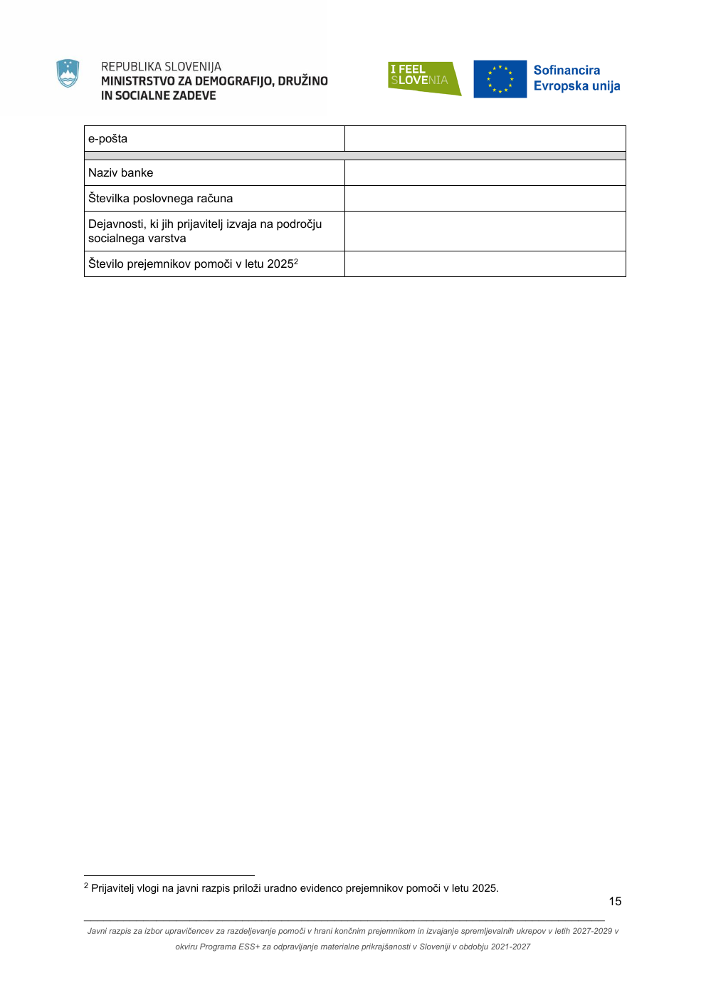 REPUBLIKA SLOVENIJA
MINISTRSTVO ZA DEMOGRAFIJO, DRUŽINO
IN SOCIALNE ZADEVE
I FEEL
SLOVENIA
Sofinancira
Evropska unija
e-pošta
Naziv banke
Številka poslovnega računa
Dejavnosti, ki jih prijavitelj izvaja na področju
socialnega varstva
Število prejemnikov pomoči v letu 2025²
² Prijavitelj vlogi na javni razpis priloži uradno evidenco prejemnikov pomoči v letu 2025.
15
Javni razpis za izbor upravičencev za razdeljevanje pomoči v hrani končnim prejemnikom in izvajanje spremljevalnih ukrepov v letih 2027-2029 v
okviru Programa ESS+ za odpravljanje materialne prikrajšanosti v Sloveniji v obdobju 2021-2027